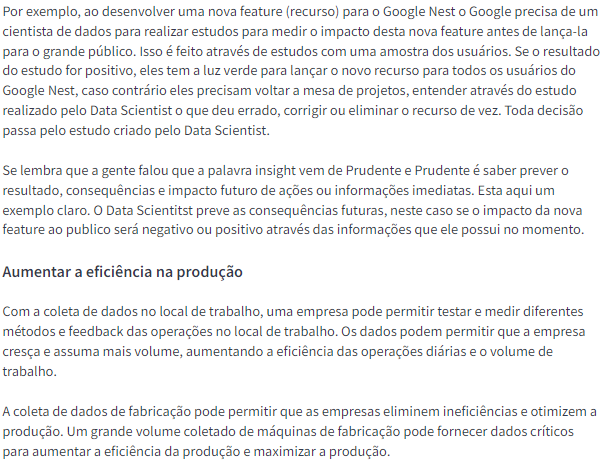 Por exemplo, ao desenvolver uma nova feature (recurso) para o Google Nest o Google precisa de um
cientista de dados para realizar estudos para medir o impacto desta nova feature antes de lança-la
para o grande público. Isso é feito através de estudos com uma amostra dos usuários. Se o resultado
do estudo for positivo, eles tem a luz verde para lançar o novo recurso para todos os usuários do
Google Nest, caso contrário eles precisam voltar a mesa de projetos, entender através do estudo
realizado pelo Data Scientist o que deu errado, corrigir ou eliminar o recurso de vez. Toda decisão
passa pelo estudo criado pelo Data Scientist.
Se lembra que a gente falou que a palavra insight vem de Prudente e Prudente é saber prever o
resultado, consequências e impacto futuro de ações ou informações imediatas. Esta aqui um
exemplo claro. O Data Scientitst preve as consequências futuras, neste caso se o impacto da nova
feature ao publico será negativo ou positivo através das informações que ele possui no momento.
Aumentar a eficiência na produção
Com a coleta de dados no local de trabalho, uma empresa pode permitir testar e medir diferentes
métodos e feedback das operações no local de trabalho. Os dados podem permitir que a empresa
cresça e assuma mais volume, aumentando a eficiência das operações diárias e o volume de
trabalho.
A coleta de dados de fabricação pode permitir que as empresas eliminem ineficiências e otimizem a
produção. Um grande volume coletado de máquinas de fabricação pode fornecer dados críticos
para aumentar a eficiência da produção e maximizar a produção.